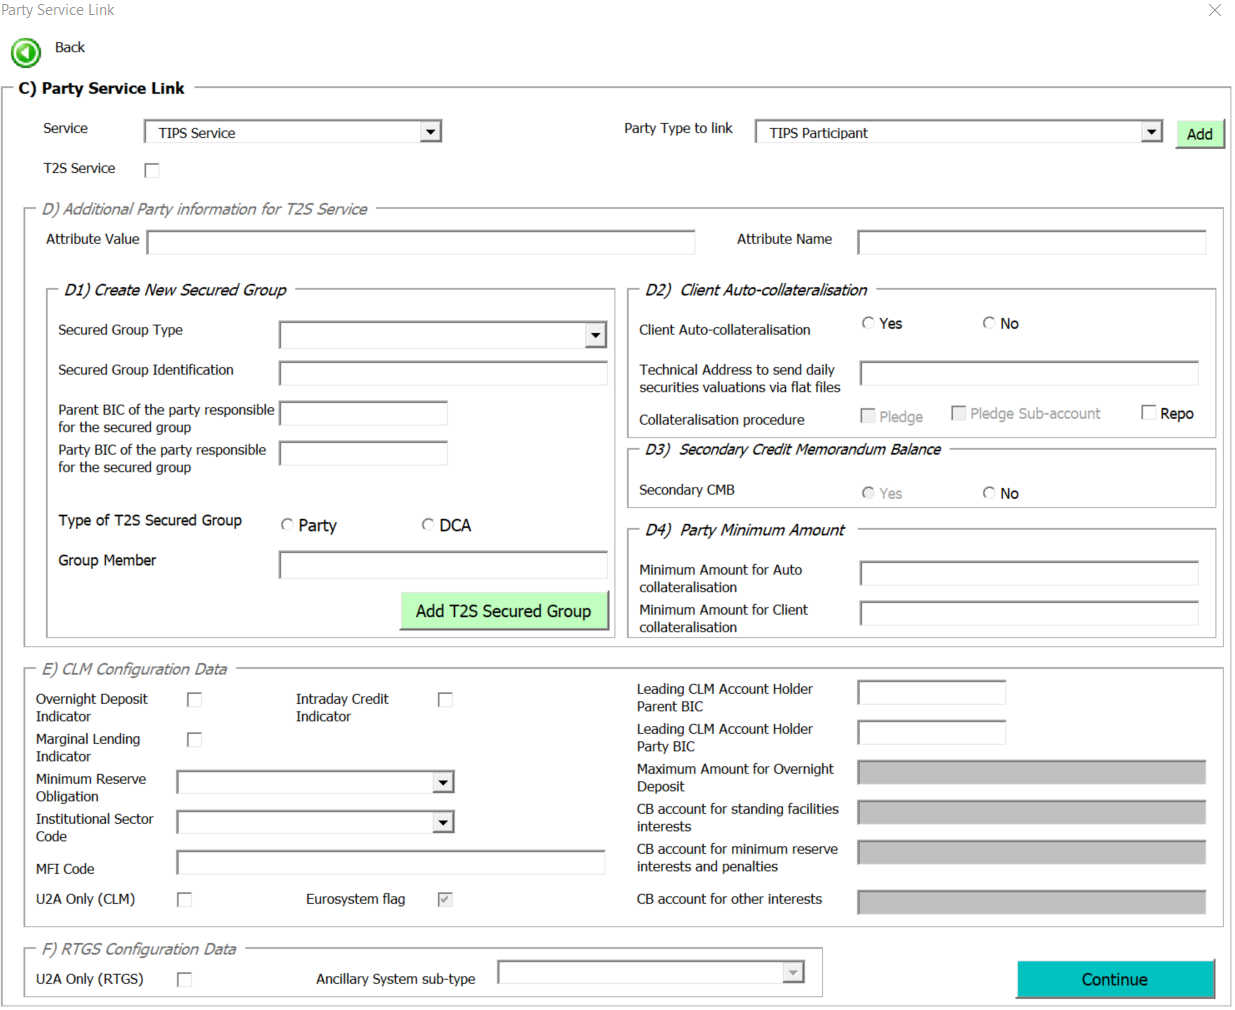 Party Service Link
Back
C) Party Service Link
Service
TIPS Service
Party Type to link
TIPS Participant
Add
T2S Service
D) Additional Party information for T2S Service
Attribute Value
Attribute Name
D1) Create New Secured Group
Secured Group Type
Secured Group Identification
Parent BIC of the party responsible
for the secured group
Party BIC of the party responsible
for the secured group
Type of T2S Secured Group
Party
DCA
Group Member
Add T2S Secured Group
D2) Client Auto-collateralisation
Client Auto-collateralisation
Yes
No
Technical Address to send daily
securities valuations via flat files
Collateralisation procedure
Pledge
Pledge Sub-account
Repo
D3) Secondary Credit Memorandum Balance
Secondary CMB
Yes
No
D4) Party Minimum Amount
Minimum Amount for Auto
collateralisation
Minimum Amount for Client
collateralisation
E) CLM Configuration Data
Overnight Deposit
Indicator
Intraday Credit
Indicator
Marginal Lending
Indicator
Minimum Reserve
Obligation
Institutional Sector
Code
MFI Code
U2A Only (CLM)
Eurosystem flag
Leading CLM Account Holder
Parent BIC
Leading CLM Account Holder
Party BIC
Maximum Amount for Overnight
Deposit
CB account for standing facilities
interests
CB account for minimum reserve
interests and penalties
CB account for other interests
F) RTGS Configuration Data
U2A Only (RTGS)
Ancillary System sub-type
Continue